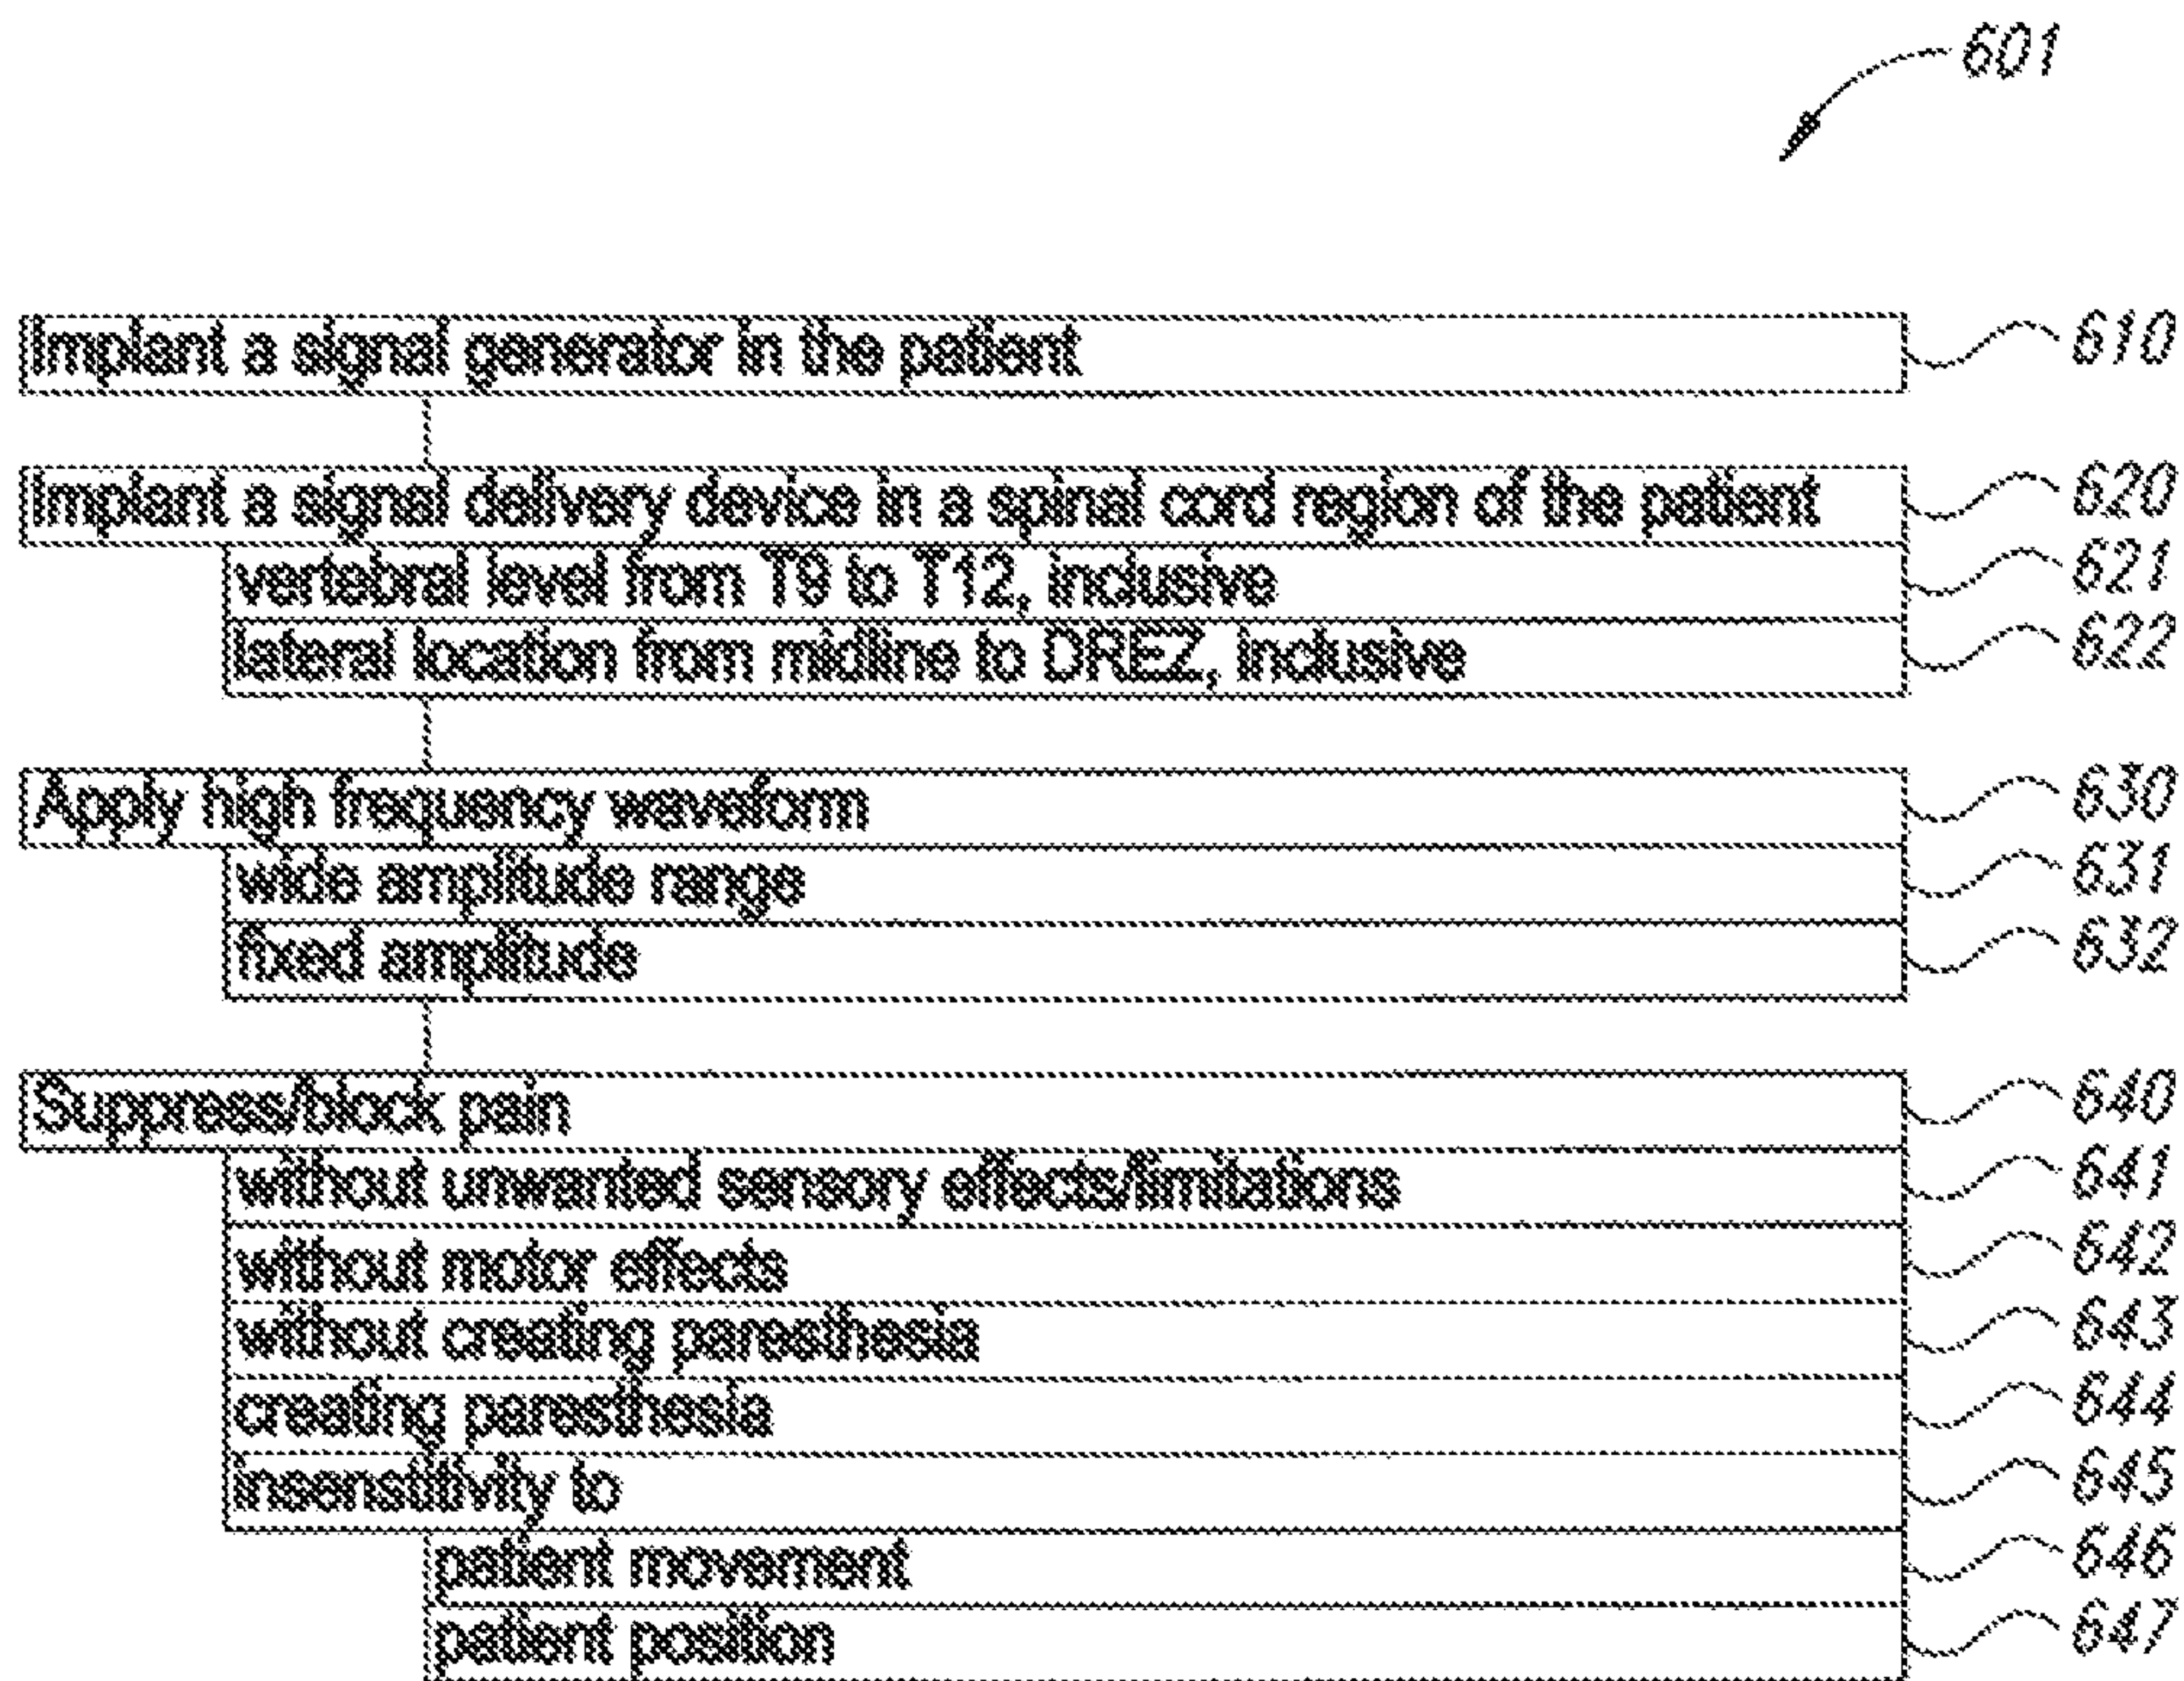 601
Implant a signal generator in the patient 610
Implant a signal delivery device in a spinal cord region of the patient 620
vertebral level from T9 to T12, inclusive 621
lateral location from midline to DREZ, inclusive 622
Apply high frequency waveform 630
wide amplitude range 631
fixed amplitude 632
Suppress/block pain 640
without unwanted sensory effects/limitations 641
without motor effects 642
without creating paresthesia 643
creating paresthesia 644
insensitivity to 645
patient movement 646
patient position 647